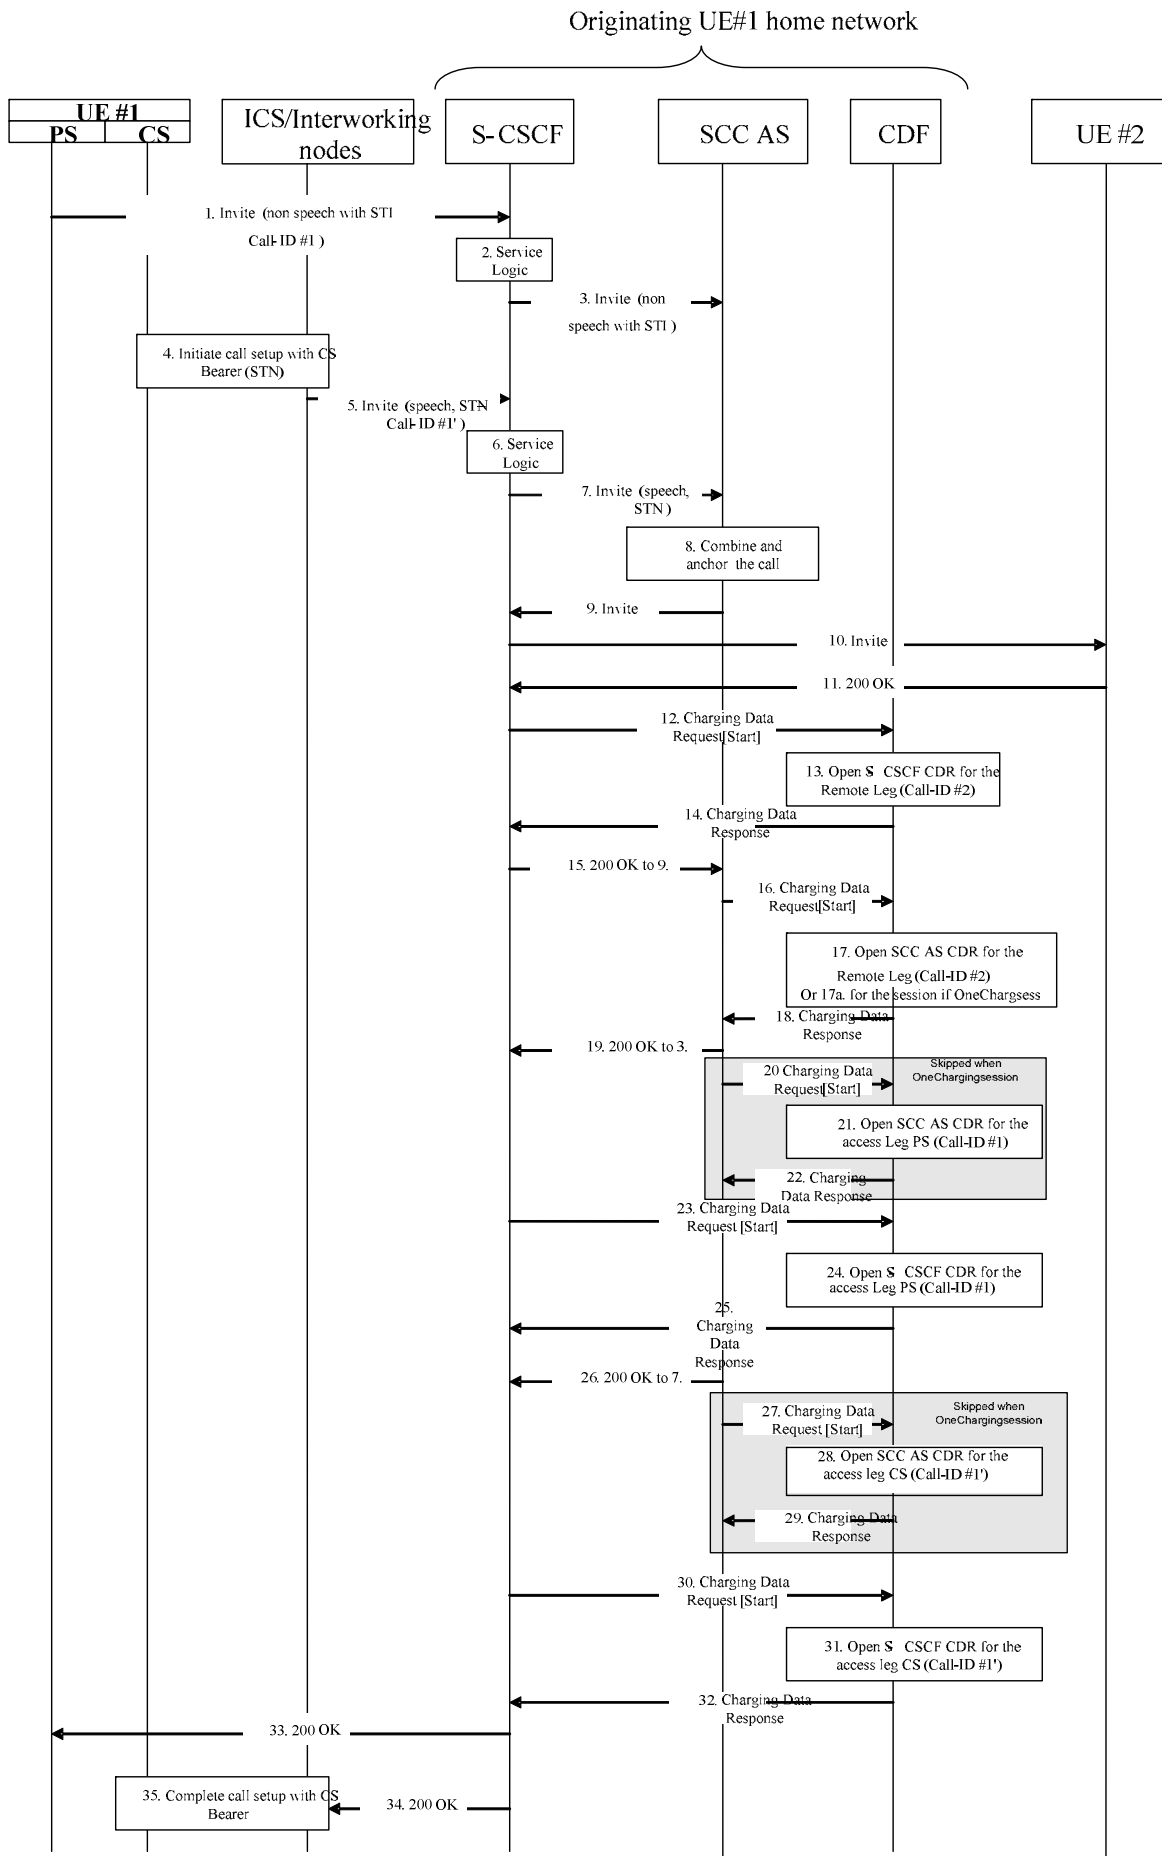 Originating UE#1 home network
UE #1
PS
CS
ICS/Interworking
nodes
S-CSCF
SCC AS
CDF
UE #2
1. Invite (non speech with STI
Call-ID #1 )
2. Service
Logic
3. Invite (non
speech with STI )
4. Initiate call setup with CS
Bearer (STN)
5. Invite (speech, STN
Call-ID #1' )
6. Service
Logic
7. Invite (speech,
STN )
8. Combine and
anchor the call
9. Invite
10. Invite
11. 200 OK
12. Charging Data
Request[Start]
13. Open S CSCF CDR for the
Remote Leg (Call-ID #2)
14. Charging Data
Response
15. 200 OK to 9.
16. Charging Data
Request[Start]
17. Open SCC AS CDR for the
Remote Leg (Call-ID #2)
Or 17a. for the session if OneChargsess
18. Charging Data
Response
19. 200 OK to 3.
Skipped when
OneChargingsession
20 Charging Data
Request[Start]
21. Open SCC AS CDR for the
access Leg PS (Call-ID #1)
22. Charging
Data Response
23. Charging Data
Request [Start]
24. Open S CSCF CDR for the
access Leg PS (Call-ID #1)
25.
Charging
Data
Response
26. 200 OK to 7.
Skipped when
OneChargingsession
27. Charging Data
Request [Start]
28. Open SCC AS CDR for the
access leg CS (Call-ID #1')
29. Charging Data
Response
30. Charging Data
Request [Start]
31. Open S CSCF CDR for the
access leg CS (Call-ID #1')
32. Charging Data
Response
33. 200 OK
34. 200 OK
35. Complete call setup with CS
Bearer